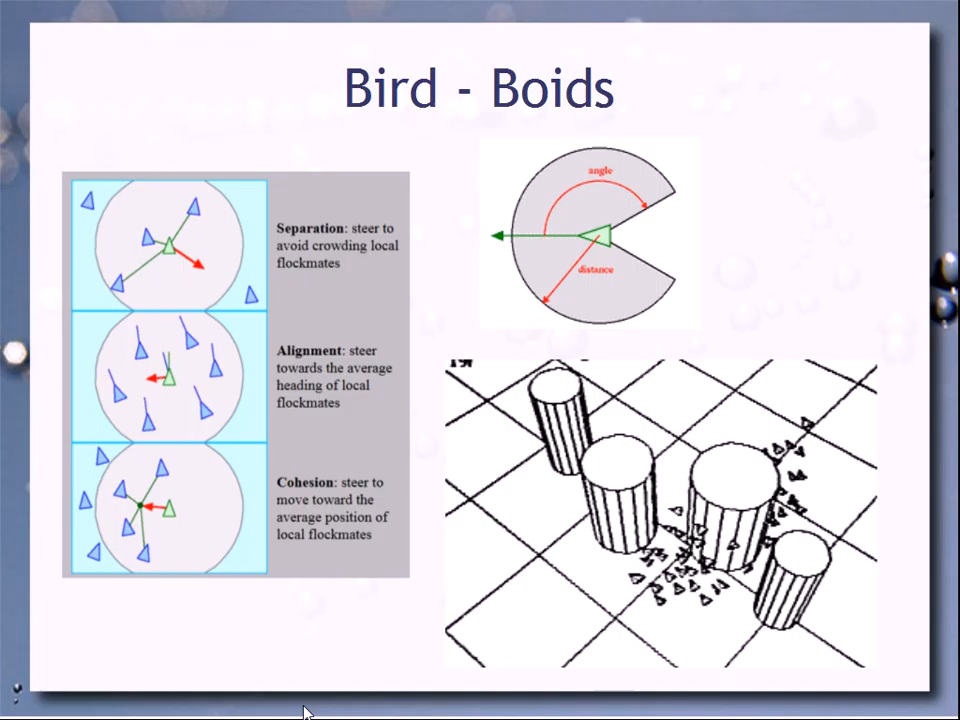 Bird - Boids
Separation: steer to
avoid crowding local
flockmates
Alignment: steer
towards the average
heading of local
flockmates
Cohesion: steer to
move toward the
average position of
local flockmates
angle
distance